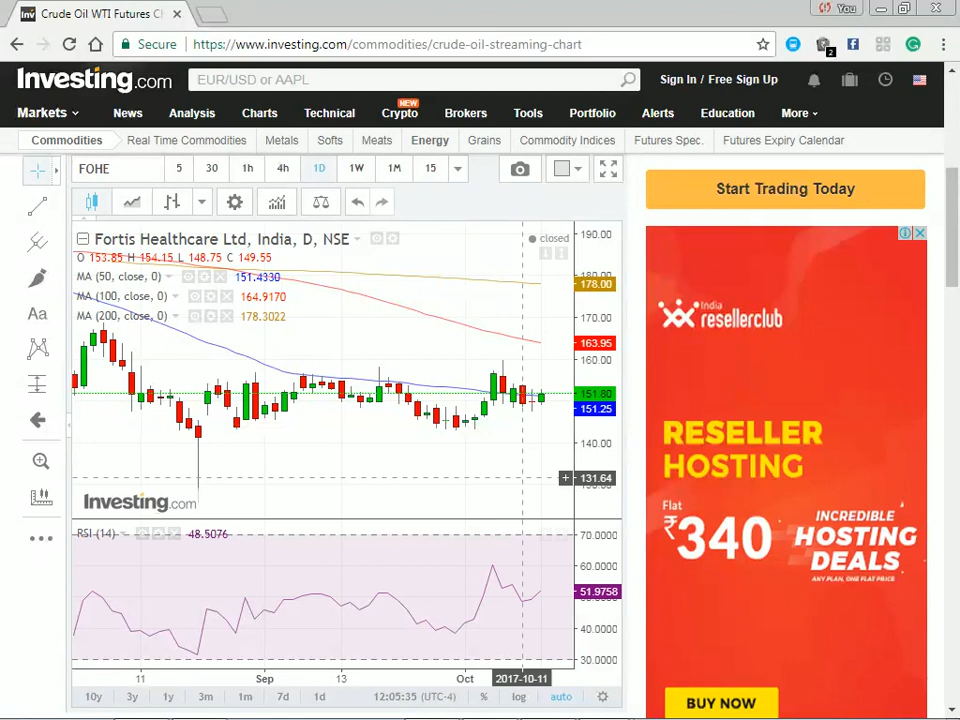 Inv Crude Oil WTI Futures Ch
You
Secure https://www.investing.com/commodities/crude-oil-streaming-chart
2
Investing.com EUR/USD or AAPL Sign In / Free Sign Up
NEW
Markets News Analysis Charts Technical Crypto Brokers Tools Portfolio Alerts Education More
Commodities Real Time Commodities Metals Softs Meats Energy Grains Commodity Indices Futures Spec. Futures Expiry Calendar
FOHE 5 30 1h 4h 1D 1W 1M 15
Start Trading Today
Fortis Healthcare Ltd, India, D, NSE
closed
O 153.85 H 154.15 L 148.75 C 149.55
MA (50, close, 0) 151.4330
MA (100, close, 0) 164.9170
MA (200, close, 0) 178.3022
Aa
190.00
178.00
170.00
163.95
160.00
151.80
151.25
140.00
131.64
Investing.com
RSI (14) 48.5076
70.0000
60.0000
51.9758
40.0000
30.0000
11 Sep 13 Oct 2017-10-11
10y 3y 1y 3m 1m 7d 1d 12:05:35 (UTC-4) % log auto
India
resellerclub
RESELLER
HOSTING
Flat
₹340
INCREDIBLE
HOSTING
DEALS
ANY PLAN, ONE FLAT PRICE
BUY NOW